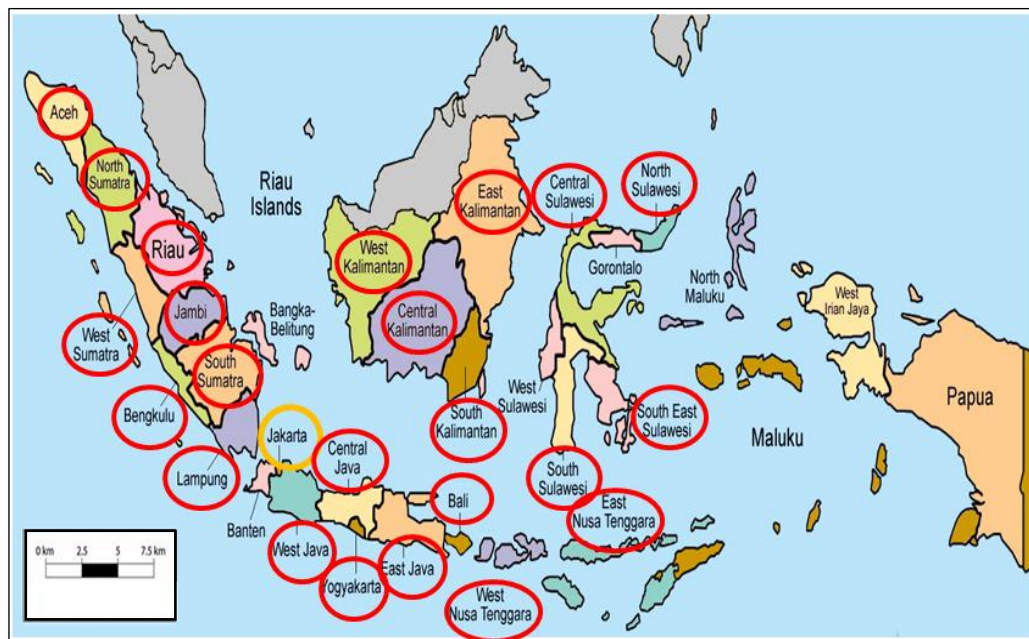 Aceh
North
Sumatra
Riau
Islands
East
Kalimantan
Central
Sulawesi
North
Sulawesi
Riau
West
Kalimantan
Gorontalo
North
Maluku
West
Irian Jaya
Jambi
Bangka-
Belitung
Central
Kalimantan
West
Sumatra
South
Sumatra
West Sulawesi
Bengkulu
South
Kalimantan
South East
Sulawesi
Papua
Maluku
Jakarta
Central
Java
Lampung
South
Sulawesi
Bali
East
Nusa Tenggara
Banten
West Java
Yogyakarta
East Java
West
Nusa Tenggara
0 km 2.5 5 7.5 km